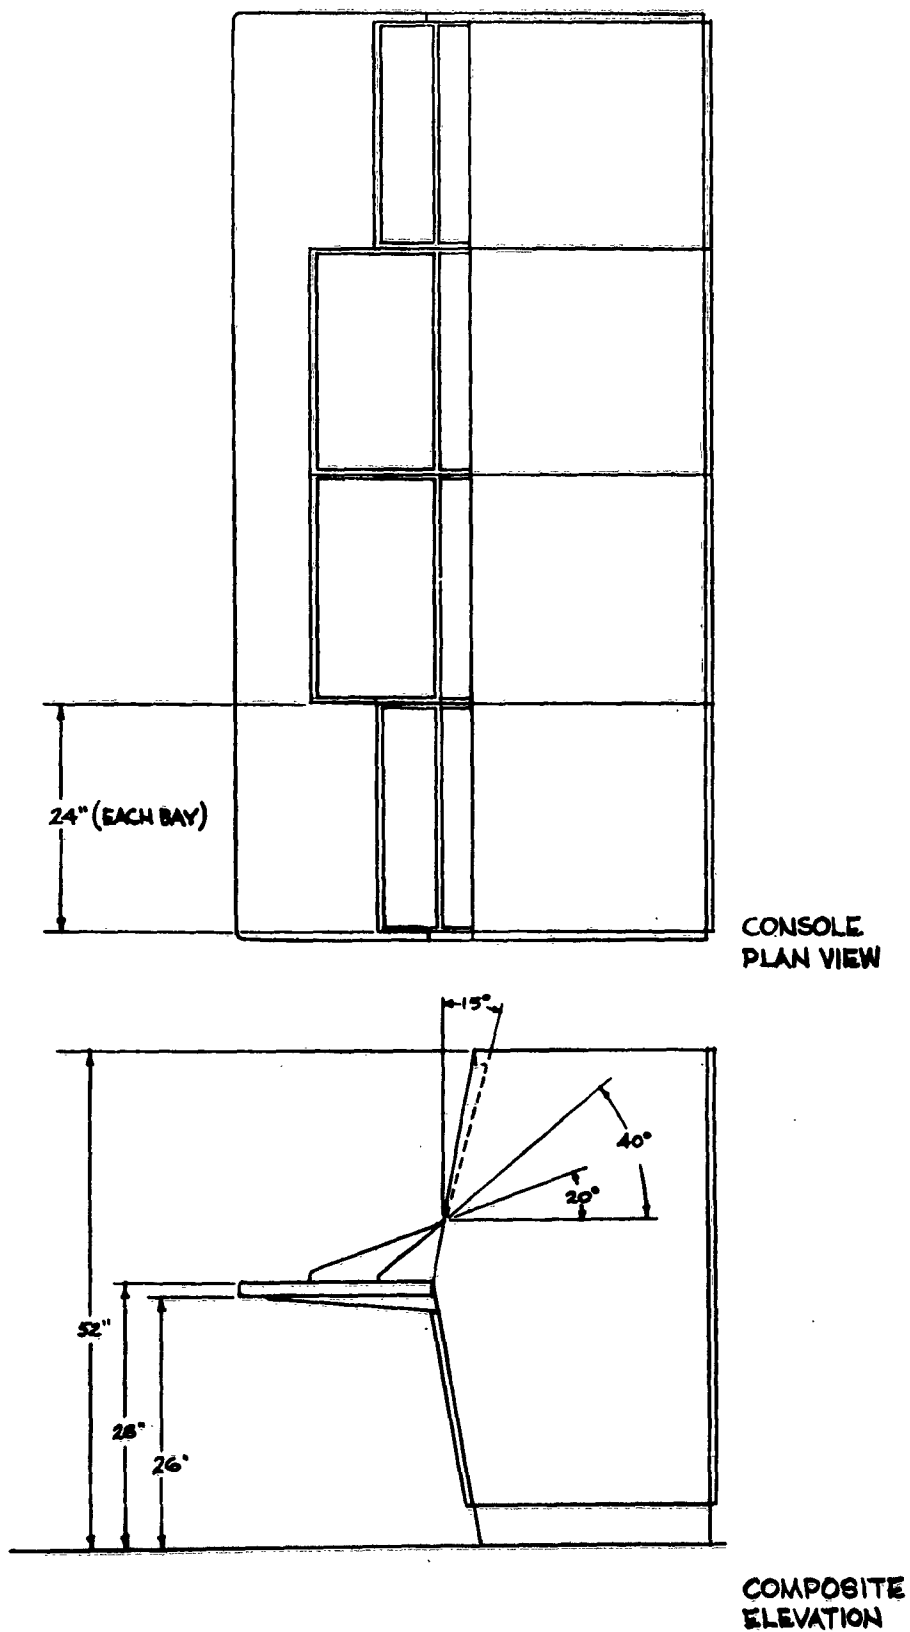 24" (EACH BAY)
CONSOLE
PLAN VIEW
15°
40°
20°
52"
28"
26"
COMPOSITE
ELEVATION